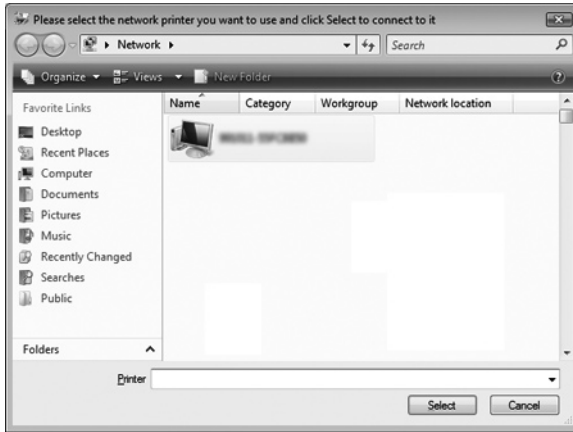 Please select the network printer you want to use and click Select to connect to it
Network
Search
Organize Views New Folder
Favorite Links
Name Category Workgroup Network location
Desktop
Recent Places
Computer
Documents
Pictures
Music
Recently Changed
Searches
Public
Folders
Printer
Select Cancel